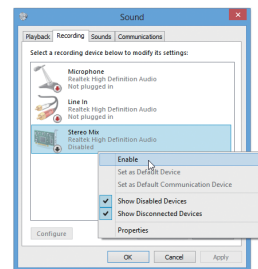 Sound
Playback Recording Sounds Communications
Select a recording device below to modify its settings:
Microphone
Realtek High Definition Audio
Not plugged in
Line In
Realtek High Definition Audio
Not plugged in
Stereo Mix
Realtek High Definition Audio
Disabled
Enable
Set as Default Device
Set as Default Communication Device
Show Disabled Devices
Show Disconnected Devices
Properties
Configure
OK Cancel Apply